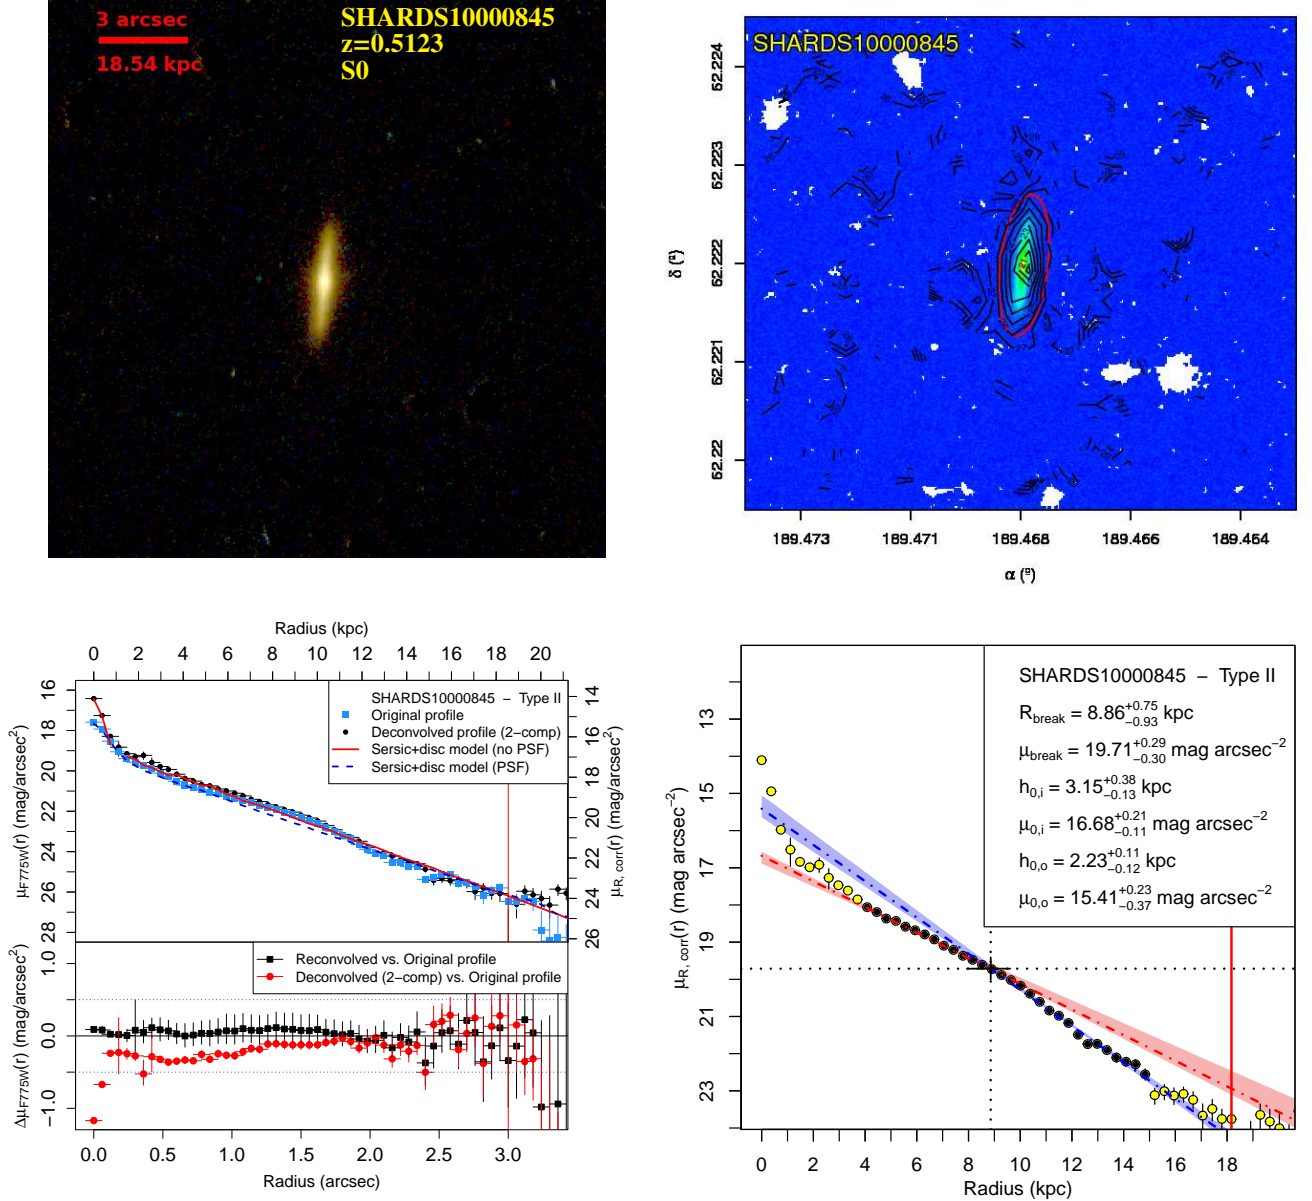 3 arcsec
18.54 kpc
SHARDS10000845
z=0.5123
S0
SHARDS10000845
62.224
62.223
62.222
62.221
62.22
δ (º)
189.473
189.471
189.468
189.466
189.464
α (º)
Radius (kpc)
0 2 4 6 8 10 12 14 16 18 20
16
18
20
22
24
26
28
μF775W(r) (mag/arcsec²)
14
16
18
20
22
24
26
μR, corr(r) (mag/arcsec²)
SHARDS10000845 − Type II
Original profile
Deconvolved profile (2−comp)
Sersic+disc model (no PSF)
Sersic+disc model (PSF)
1.0
0.0
−1.0
ΔμF775W(r) (mag/arcsec²)
Reconvolved vs. Original profile
Deconvolved (2−comp) vs. Original profile
0.0 0.5 1.0 1.5 2.0 2.5 3.0
Radius (arcsec)
SHARDS10000845 − Type II
Rbreak = 8.86 +0.75 −0.93 kpc
μbreak = 19.71 +0.29 −0.30 mag arcsec−2
h0,i = 3.15 +0.38 −0.13 kpc
μ0,i = 16.68 +0.21 −0.11 mag arcsec−2
h0,o = 2.23 +0.11 −0.12 kpc
μ0,o = 15.41 +0.23 −0.37 mag arcsec−2
13
15
17
19
21
23
μR, corr(r) (mag arcsec−2)
0 2 4 6 8 10 12 14 16 18
Radius (kpc)